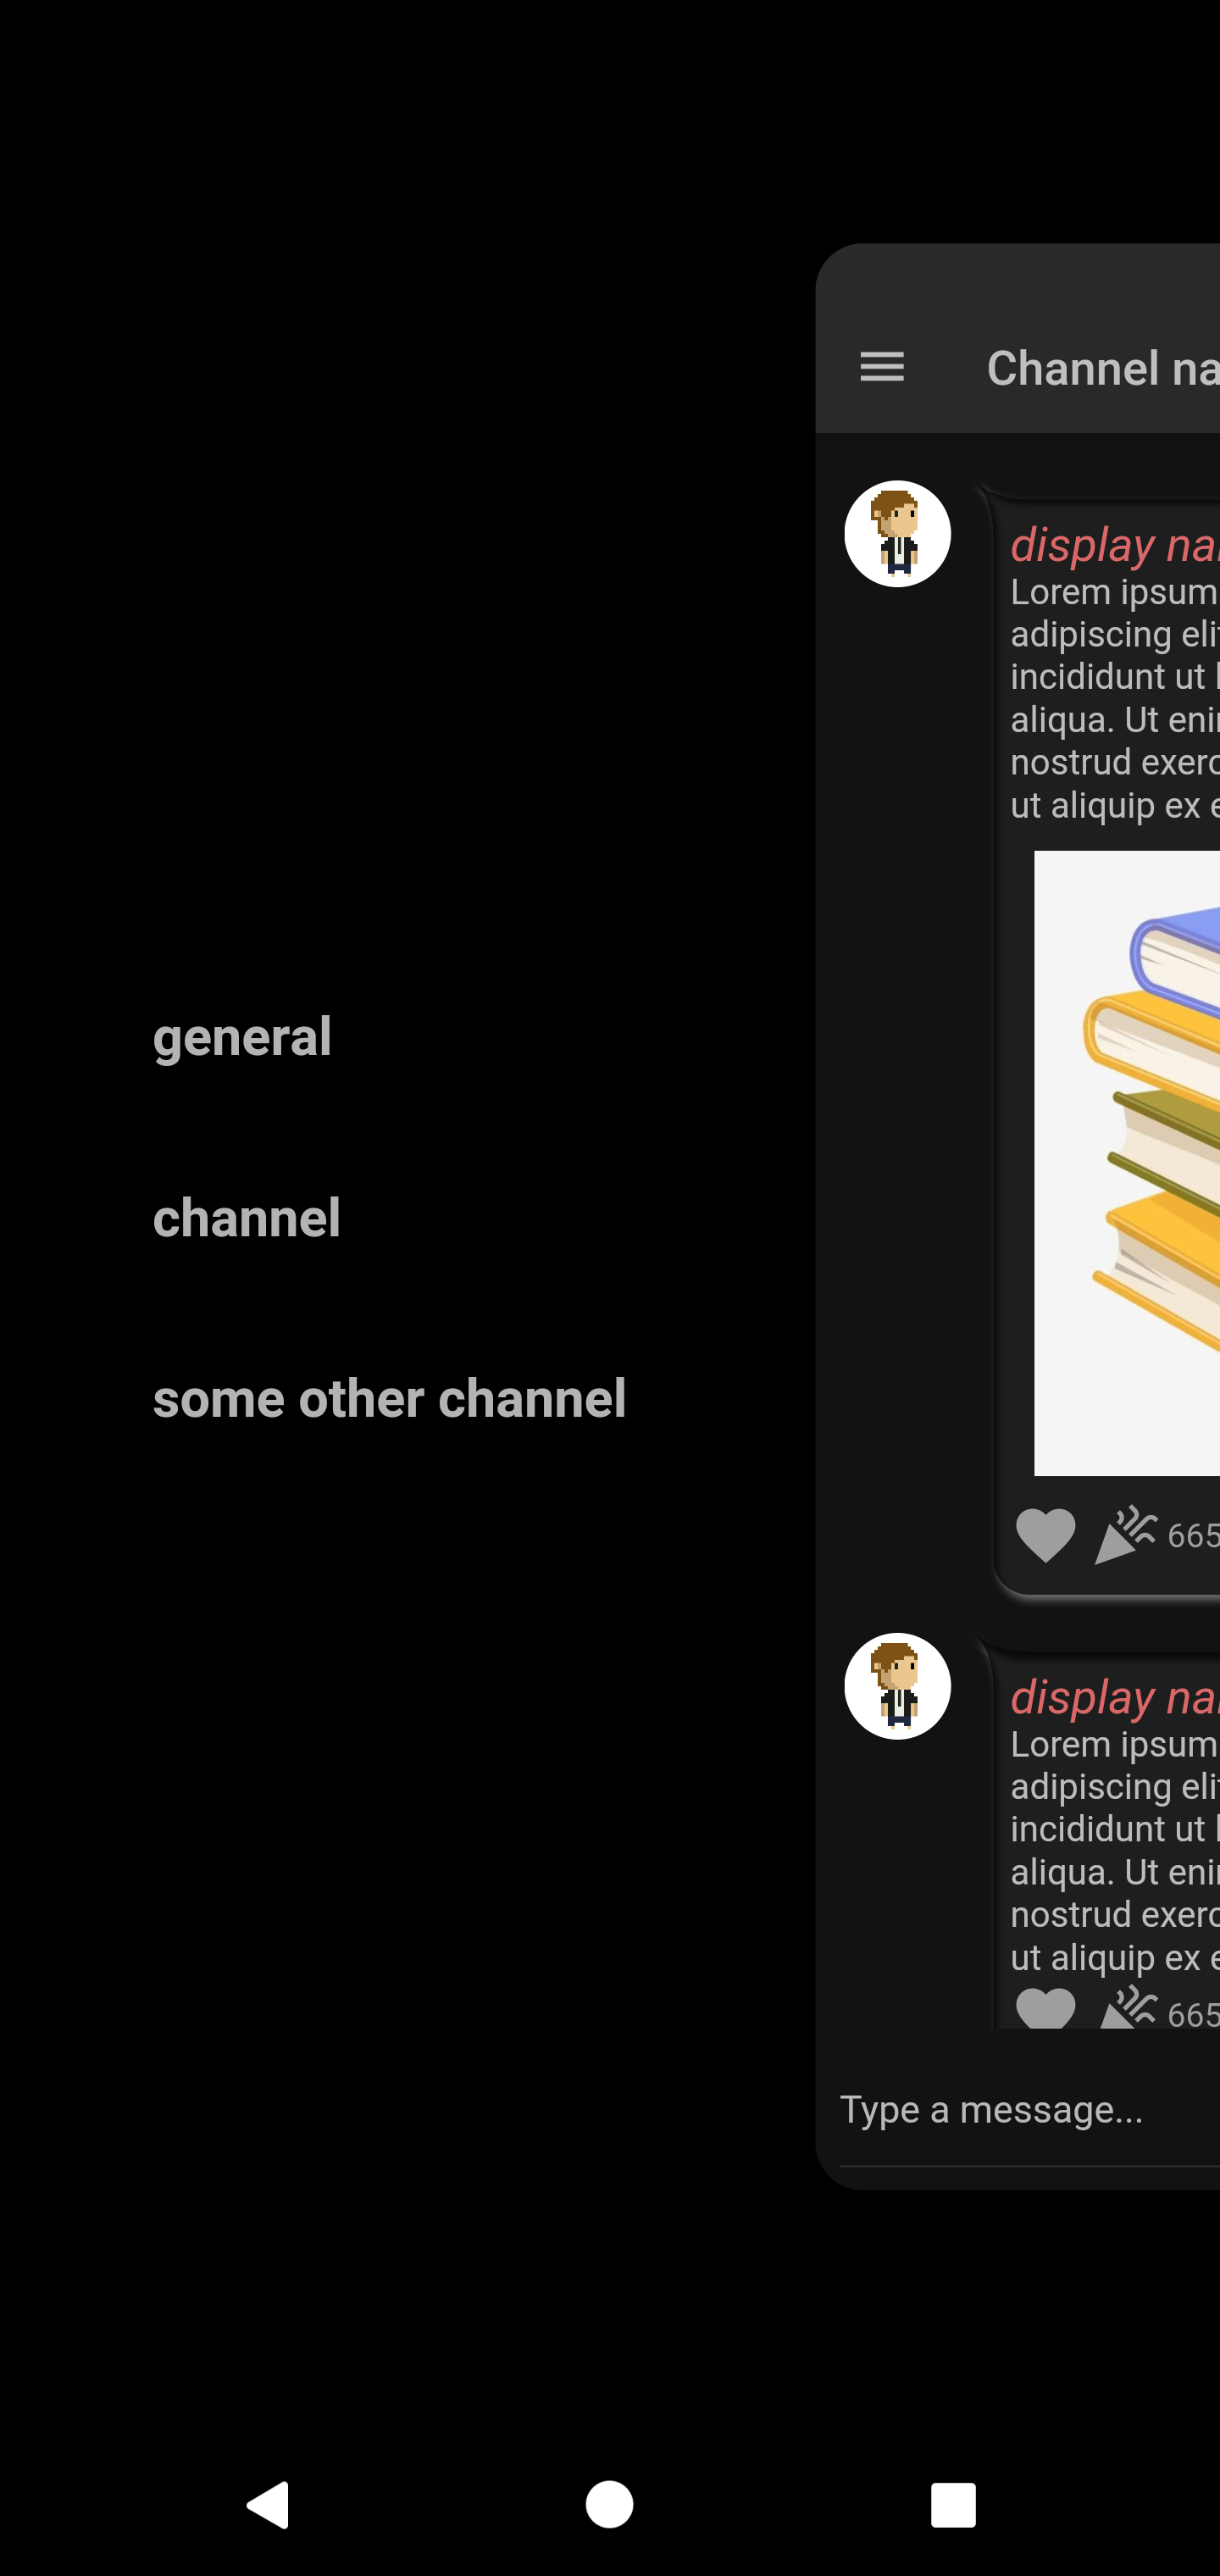 general
channel
some other channel
Channel na
display na
Lorem ipsum
adipiscing eli
incididunt ut
aliqua. Ut eni
nostrud exerc
ut aliquip ex e
665
display na
Lorem ipsum
adipiscing eli
incididunt ut
aliqua. Ut eni
nostrud exerc
ut aliquip ex e
665
Type a message...